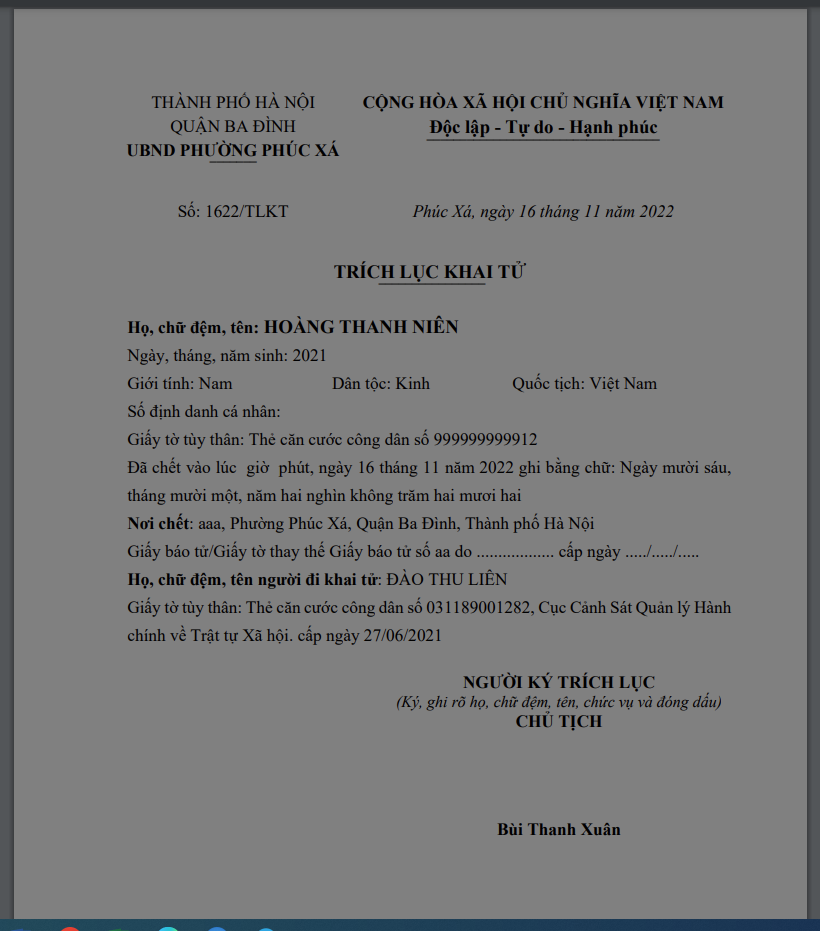 THÀNH PHỐ HÀ NỘI
QUẬN BA ĐÌNH
UBND PHƯỜNG PHÚC XÁ
CỘNG HÒA XÃ HỘI CHỦ NGHĨA VIỆT NAM
Độc lập - Tự do - Hạnh phúc
Số: 1622/TLKT
Phúc Xá, ngày 16 tháng 11 năm 2022
TRÍCH LỤC KHAI TỬ
Họ, chữ đệm, tên: HOÀNG THANH NIÊN
Ngày, tháng, năm sinh: 2021
Giới tính: Nam Dân tộc: Kinh Quốc tịch: Việt Nam
Số định danh cá nhân:
Giấy tờ tùy thân: Thẻ căn cước công dân số 999999999912
Đã chết vào lúc giờ phút, ngày 16 tháng 11 năm 2022 ghi bằng chữ: Ngày mười sáu,
tháng mười một, năm hai nghìn không trăm hai mươi hai
Nơi chết: aaa, Phường Phúc Xá, Quận Ba Đình, Thành phố Hà Nội
Giấy báo tử/Giấy tờ thay thế Giấy báo tử số aa do .................. cấp ngày ...../...../.....
Họ, chữ đệm, tên người đi khai tử: ĐÀO THU LIÊN
Giấy tờ tùy thân: Thẻ căn cước công dân số 031189001282, Cục Cảnh Sát Quản lý Hành
chính về Trật tự Xã hội. cấp ngày 27/06/2021
NGƯỜI KÝ TRÍCH LỤC
(Ký, ghi rõ họ, chữ đệm, tên, chức vụ và đóng dấu)
CHỦ TỊCH
Bùi Thanh Xuân